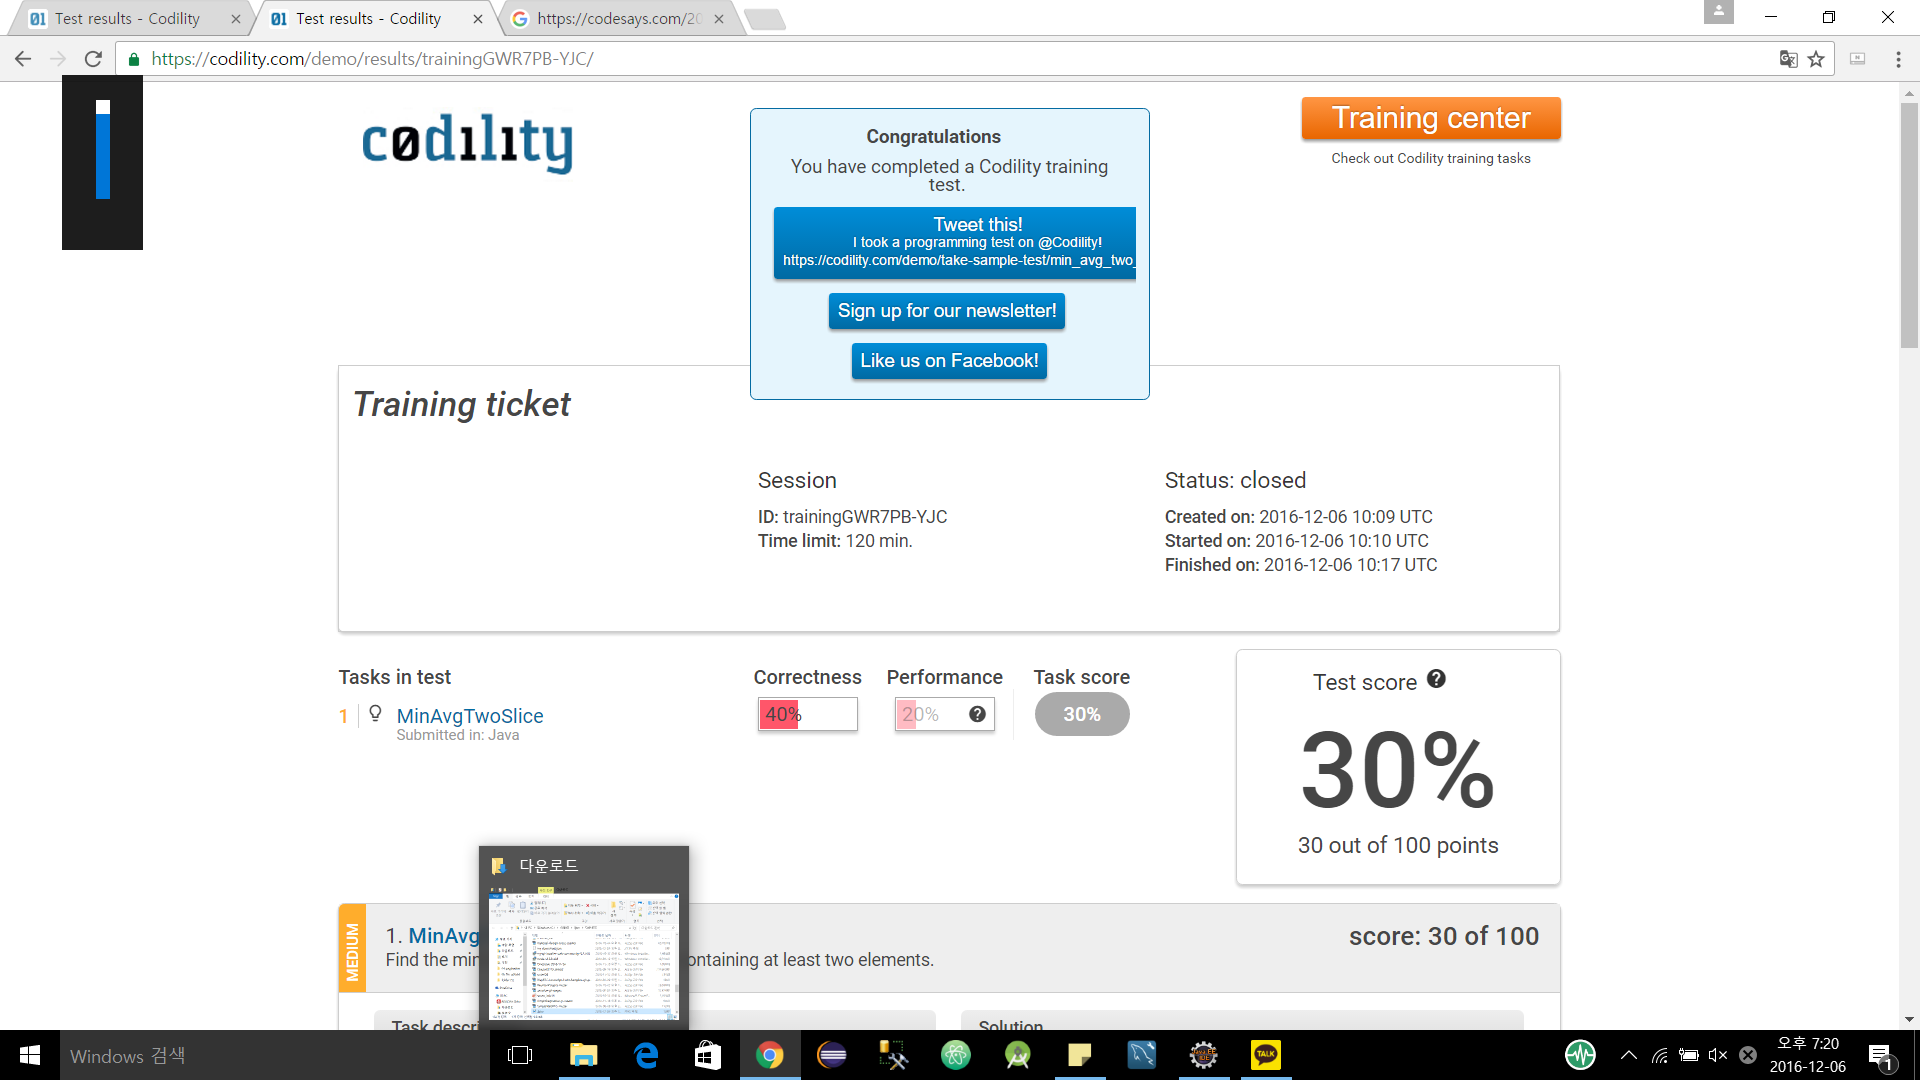 Test results - Codility
Test results - Codility
https://codesays.com/20
https://codility.com/demo/results/trainingGWR7PB-YJC/
codility
Congratulations
You have completed a Codility training
test.
Tweet this!
I took a programming test on @Codility!
https://codility.com/demo/take-sample-test/min_avg_two_
Sign up for our newsletter!
Like us on Facebook!
Training center
Check out Codility training tasks
Training ticket
Session
ID: trainingGWR7PB-YJC
Time limit: 120 min.
Status: closed
Created on: 2016-12-06 10:09 UTC
Started on: 2016-12-06 10:10 UTC
Finished on: 2016-12-06 10:17 UTC
Tasks in test
Correctness
Performance
Task score
1
MinAvgTwoSlice
Submitted in: Java
40%
20%
30%
Test score
30%
30 out of 100 points
다운로드
MEDIUM
1. MinAvg
Find the min
ontaining at least two elements.
score: 30 of 100
Task descri
Solution
Windows 검색
TALK
오후 7:20
2016-12-06
1